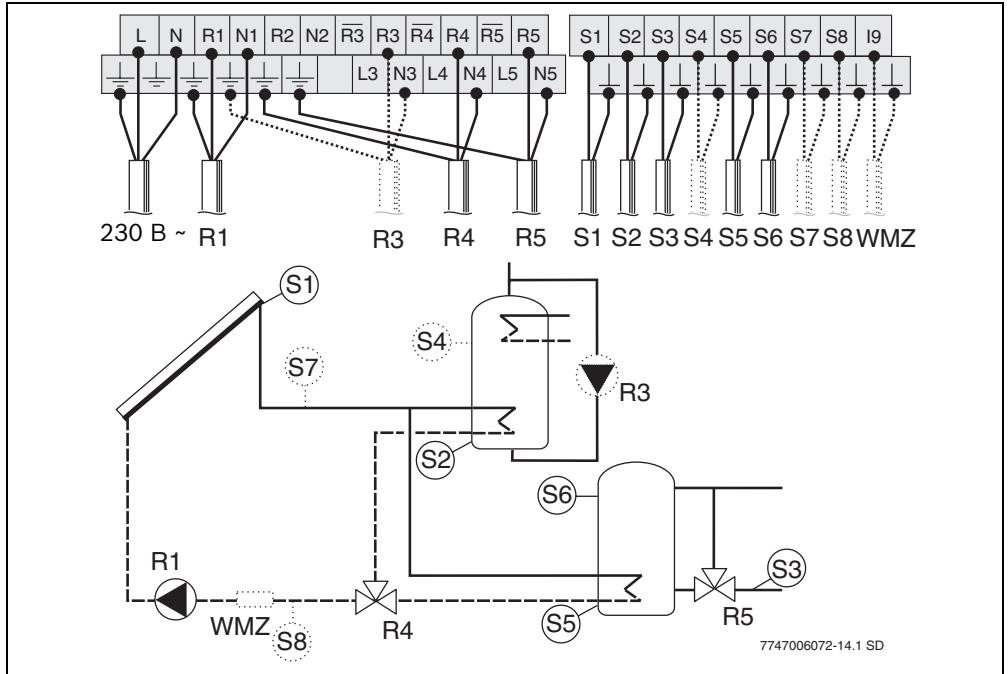 L N R1 N1 R2 N2 R3 R3 R4 R4 R5 R5
S1 S2 S3 S4 S5 S6 S7 S8 I9
L3 N3 L4 N4 L5 N5
230 В ~ R1 R3 R4 R5 S1 S2 S3 S4 S5 S6 S7 S8 WMZ
S1
S4
S7
R3
S2
S6
R1
S3
WMZ
R4
S5
R5
S8
7747006072-14.1 SD